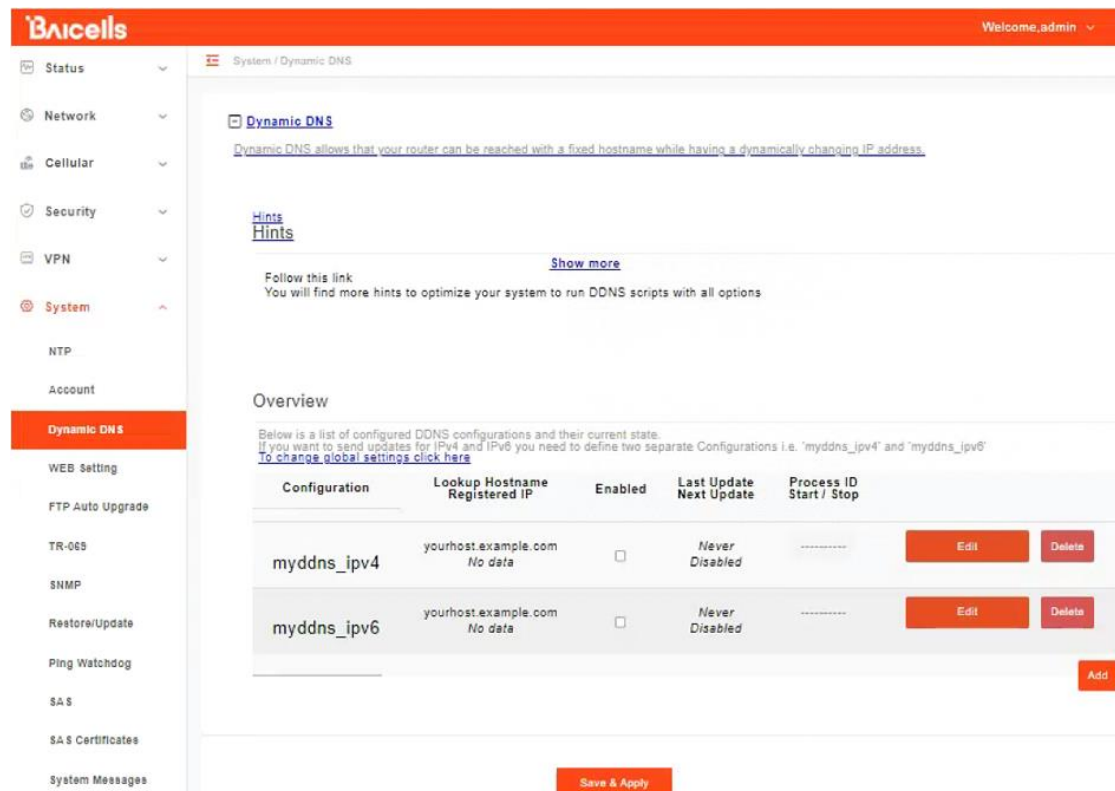 Baicells
Welcome,admin
Status
Network
Cellular
Security
VPN
System
NTP
Account
Dynamic DNS
WEB Setting
FTP Auto Upgrade
TR-069
SNMP
Restore/Update
Ping Watchdog
SAS
SAS Certificates
System Messages
System / Dynamic DNS
Dynamic DNS
Dynamic DNS allows that your router can be reached with a fixed hostname while having a dynamically changing IP address.
Hints
Hints
Show more
Follow this link
You will find more hints to optimize your system to run DDNS scripts with all options
Overview
Below is a list of configured DDNS configurations and their current state.
If you want to send updates for IPv4 and IPv6 you need to define two separate Configurations i.e. 'myddns_ipv4' and 'myddns_ipv6'
To change global settings click here
Configuration
Lookup Hostname
Registered IP
Enabled
Last Update
Next Update
Process ID
Start / Stop
myddns_ipv4
yourhost.example.com
No data
Never
Disabled
----------
Edit
Delete
myddns_ipv6
yourhost.example.com
No data
Never
Disabled
----------
Edit
Delete
Add
Save & Apply